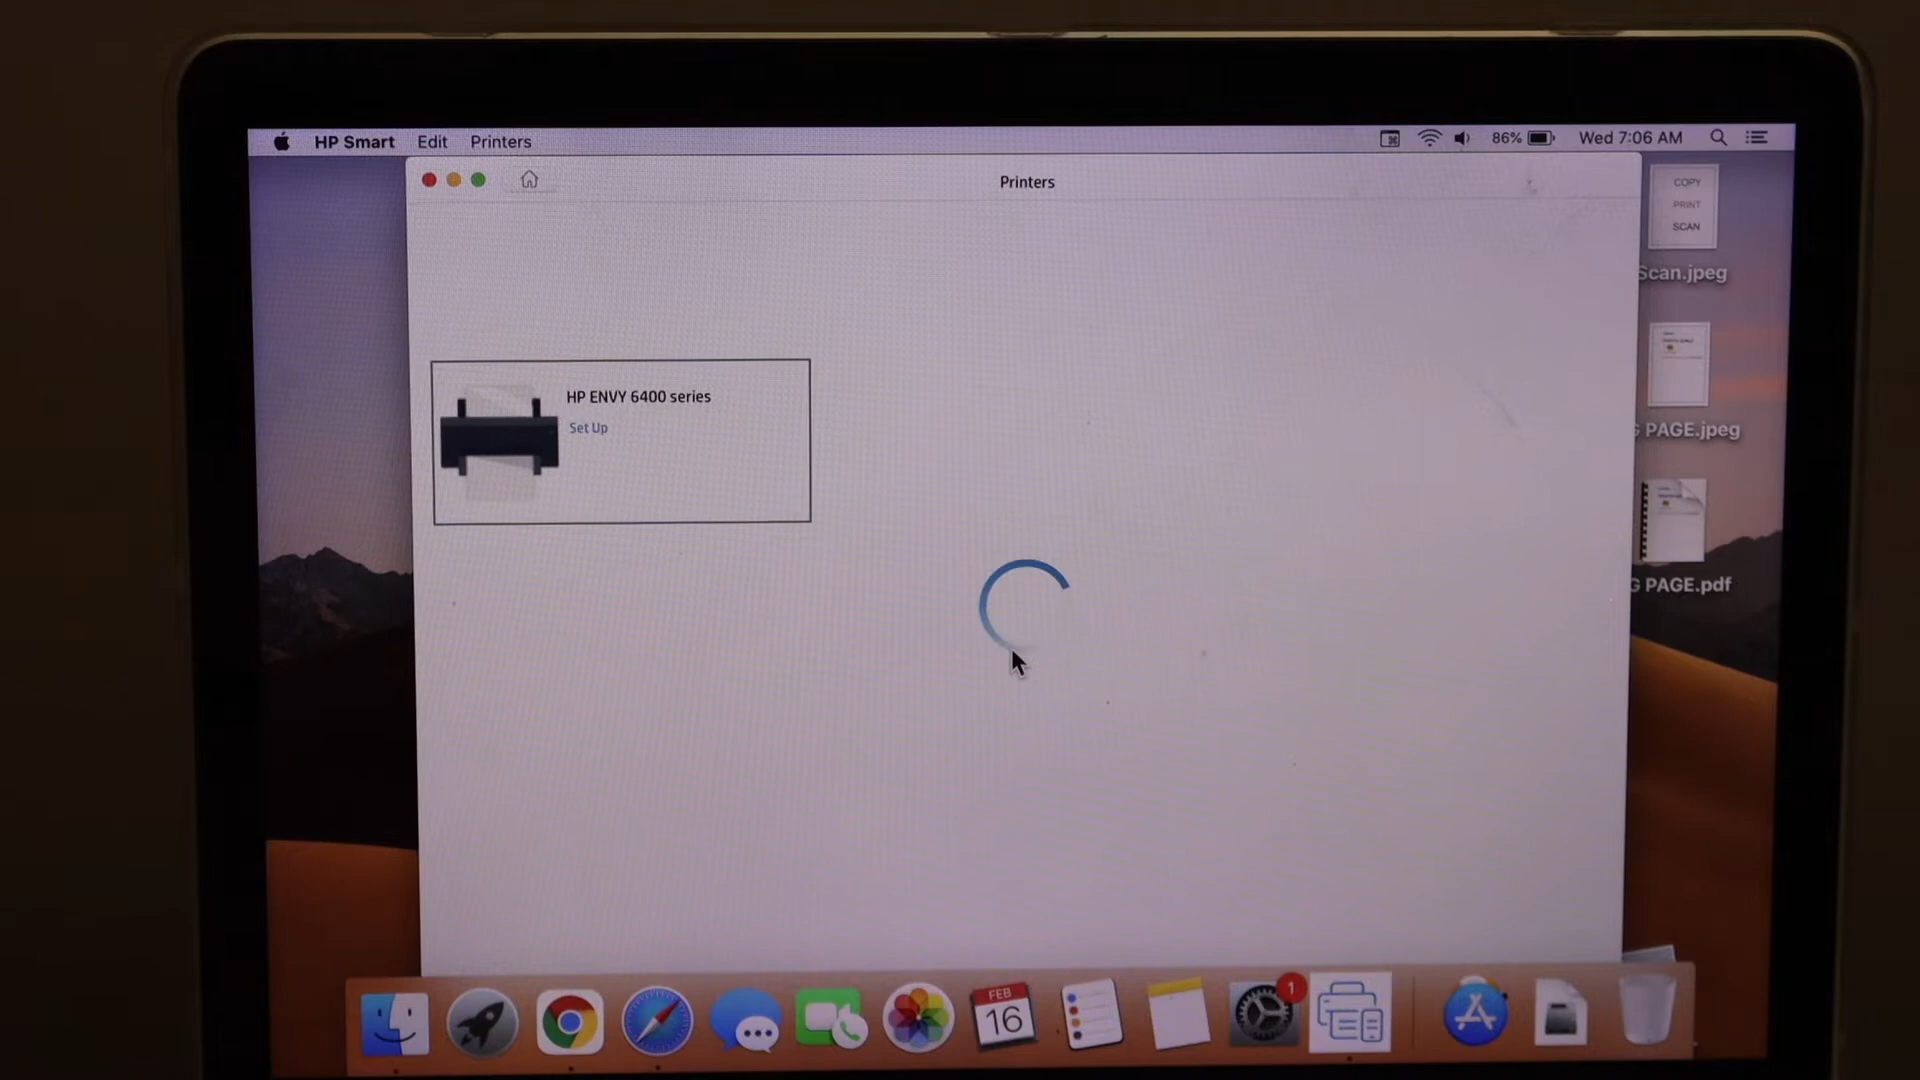 HP Smart Edit Printers
86% Wed 7:06 AM
Printers
COPY
PRINT
SCAN
Scan.jpeg
HP ENVY 6400 series
Set Up
G PAGE.jpeg
G PAGE.pdf
FEB
16
1